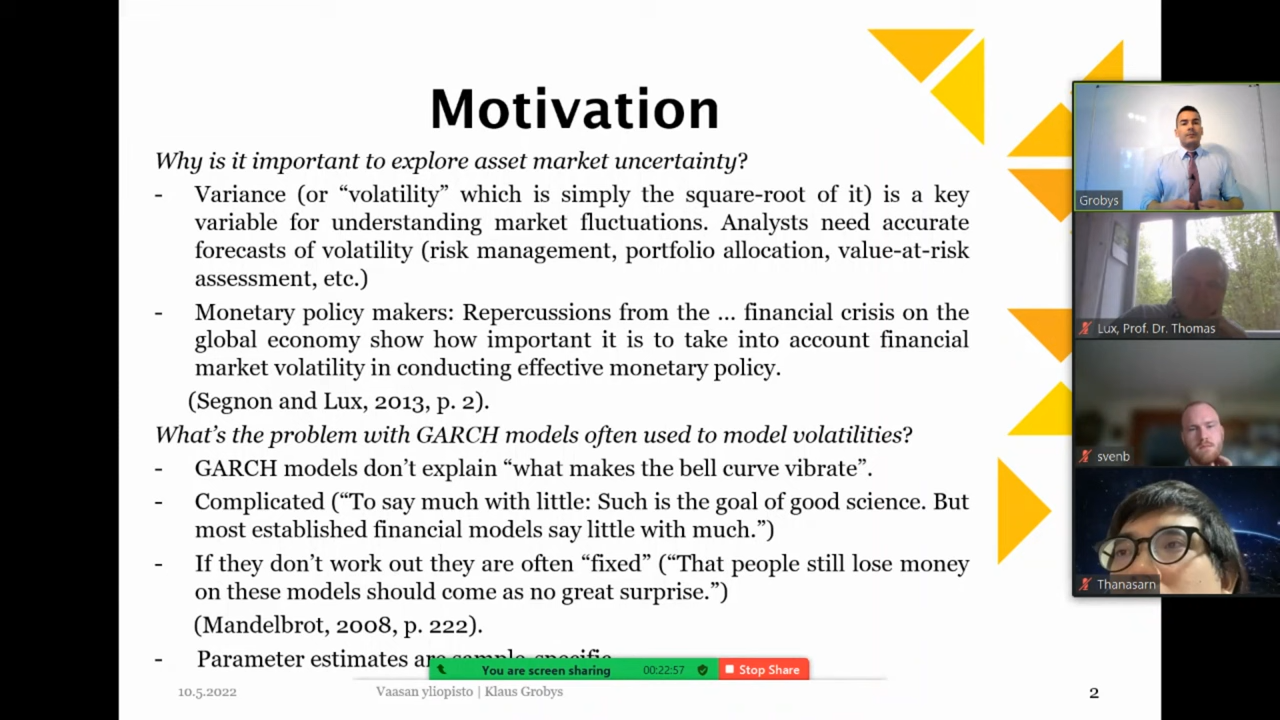 Motivation
Why is it important to explore asset market uncertainty?
- Variance (or “volatility” which is simply the square-root of it) is a key
variable for understanding market fluctuations. Analysts need accurate
forecasts of volatility (risk management, portfolio allocation, value-at-risk
assessment, etc.)
- Monetary policy makers: Repercussions from the ... financial crisis on the
global economy show how important it is to take into account financial
market volatility in conducting effective monetary policy.
(Segnon and Lux, 2013, p. 2).
What’s the problem with GARCH models often used to model volatilities?
- GARCH models don’t explain “what makes the bell curve vibrate”.
- Complicated (“To say much with little: Such is the goal of good science. But
most established financial models say little with much.”)
- If they don’t work out they are often “fixed” (“That people still lose money
on these models should come as no great surprise.”)
(Mandelbrot, 2008, p. 222).
- Parameter estimates are sample-specific
You are screen sharing 00:22:57 Stop Share
10.5.2022 Vaasan yliopisto | Klaus Grobys 2
Grobys
Lux, Prof. Dr. Thomas
svenb
Thanasarn